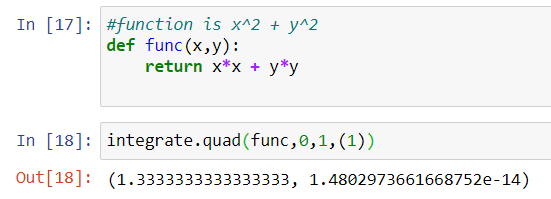 In [17]: #function is x^2 + y^2
def func(x,y):
    return x*x + y*y
In [18]: integrate.quad(func,0,1,(1))
Out[18]: (1.3333333333333333, 1.4802973661668752e-14)